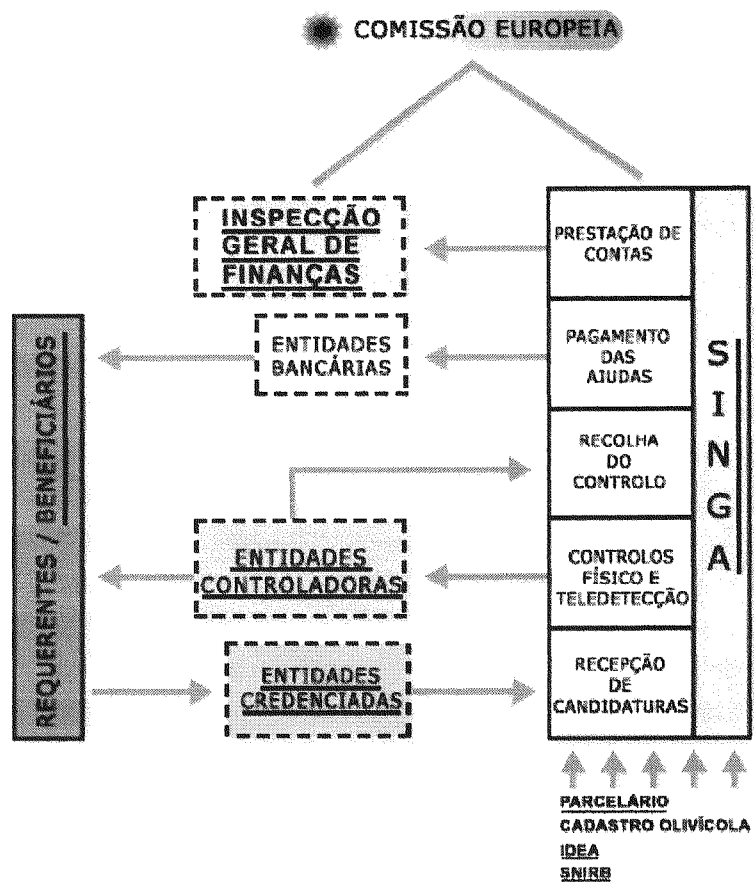 COMISSÃO EUROPEIA
INSPECÇÃO
GERAL DE
FINANÇAS
PRESTAÇÃO DE
CONTAS
ENTIDADES
BANCÁRIAS
PAGAMENTO
DAS
AJUDAS
RECOLHA
DO
CONTROLO
ENTIDADES
CONTROLADORAS
CONTROLOS
FÍSICO E
TELEDETECÇÃO
ENTIDADES
CREDENCIADAS
RECEPÇÃO
DE
CANDIDATURAS
REQUERENTES / BENEFICIÁRIOS
S
I
N
G
A
PARCELÁRIO
CADASTRO OLIVÍCOLA
IDEA
SNIRB